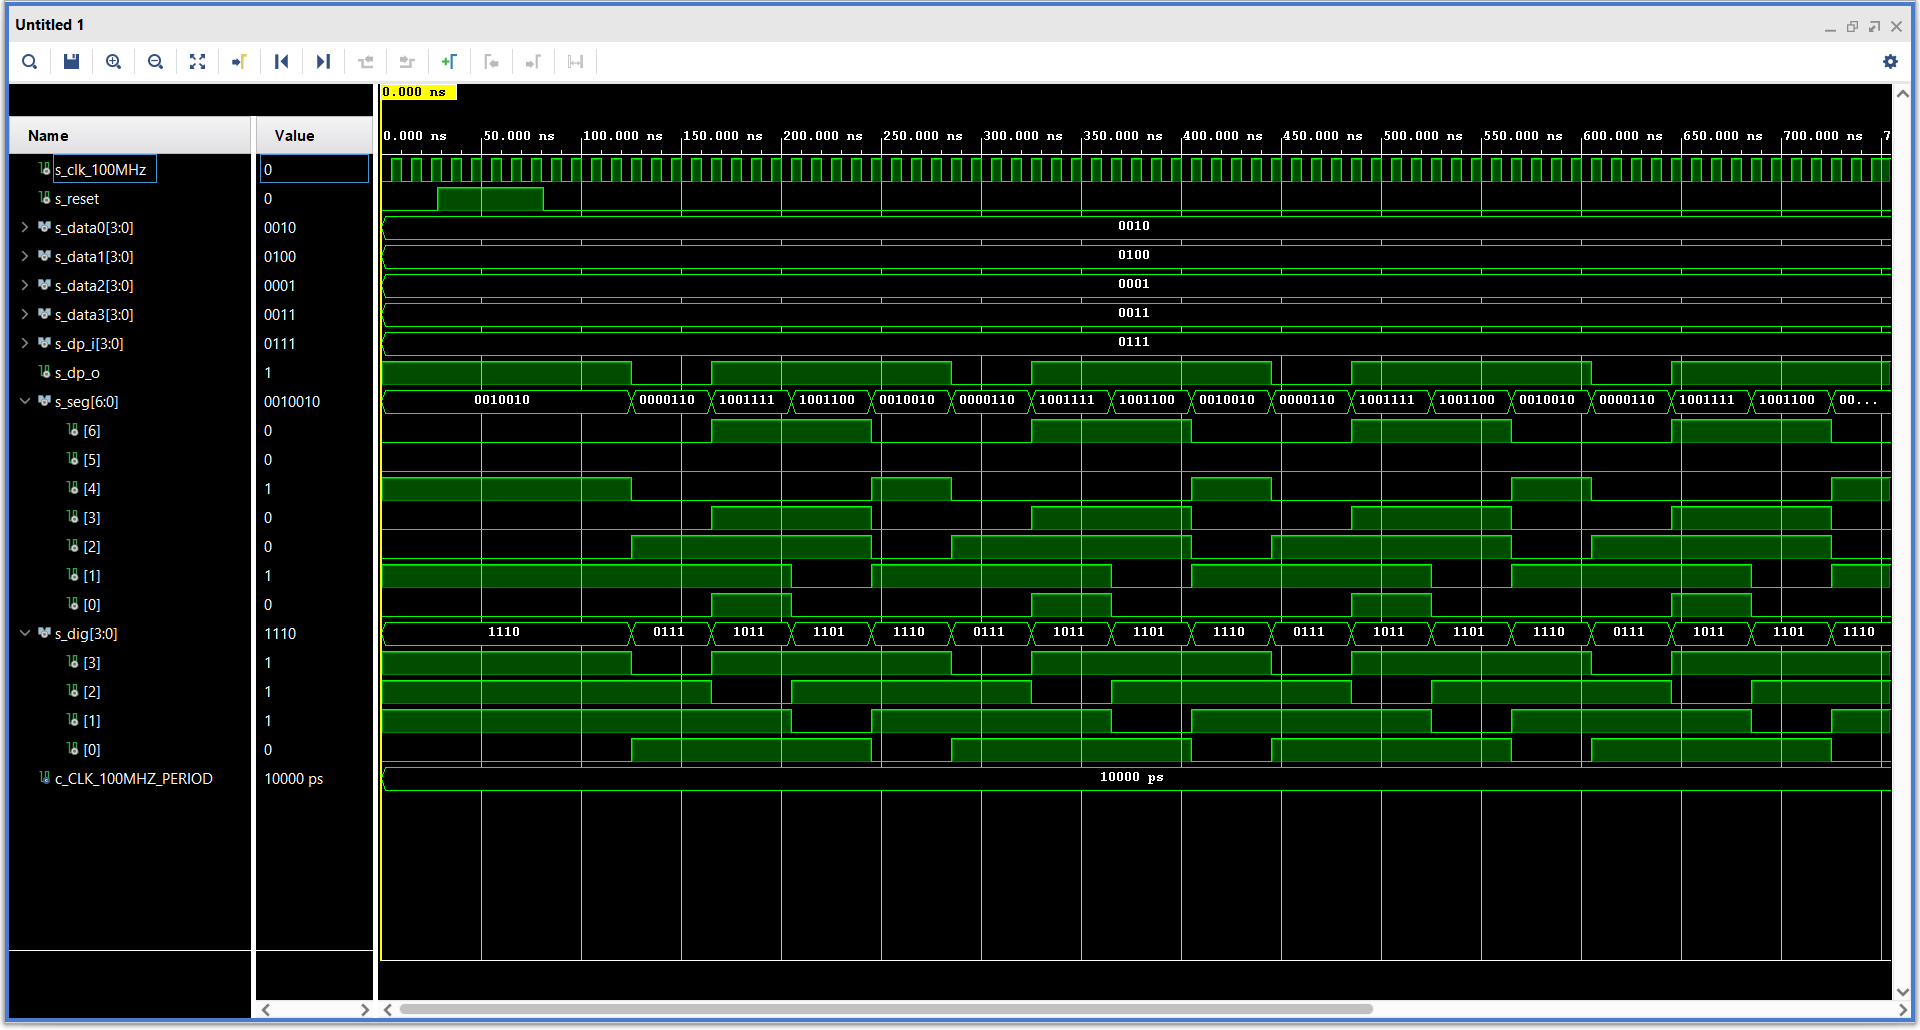 Untitled 1
0.000 ns
Name Value 0.000 ns 50.000 ns 100.000 ns 150.000 ns 200.000 ns 250.000 ns 300.000 ns 350.000 ns 400.000 ns 450.000 ns 500.000 ns 550.000 ns 600.000 ns 650.000 ns 700.000 ns 7
s_clk_100MHz 0
s_reset 0
s_data0[3:0] 0010 0010
s_data1[3:0] 0100 0100
s_data2[3:0] 0001 0001
s_data3[3:0] 0011 0011
s_dp_i[3:0] 0111 0111
s_dp_o 1
s_seg[6:0] 0010010 0010010 0000110 1001111 1001100 0010010 0000110 1001111 1001100 0010010 0000110 1001111 1001100 0010010 0000110 1001111 1001100 00...
[6] 0
[5] 0
[4] 1
[3] 0
[2] 0
[1] 1
[0] 0
s_dig[3:0] 1110 1110 0111 1011 1101 1110 0111 1011 1101 1110 0111 1011 1101 1110 0111 1011 1101 1110
[3] 1
[2] 1
[1] 1
[0] 0
c_CLK_100MHZ_PERIOD 10000 ps 10000 ps